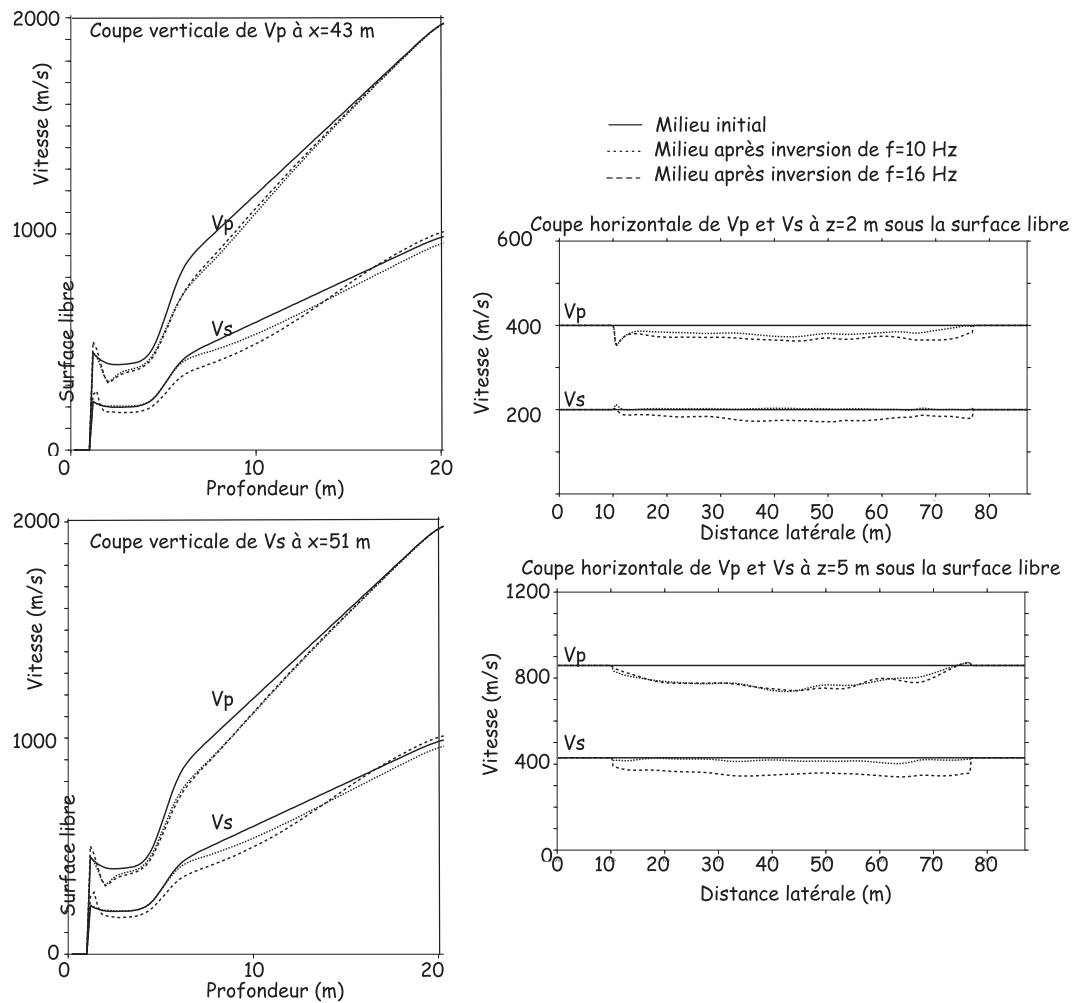 2000
Coupe verticale de Vp à x=43 m
Vitesse (m/s)
1000
Vp
Vs
Surface libre
0
0
10
20
Profondeur (m)
Milieu initial
Milieu après inversion de f=10 Hz
Milieu après inversion de f=16 Hz
Coupe horizontale de Vp et Vs à z=2 m sous la surface libre
600
Vp
400
Vitesse (m/s)
Vs
200
0 10 20 30 40 50 60 70 80
Distance latérale (m)
2000
Coupe verticale de Vs à x=51 m
Vitesse (m/s)
Vp
1000
Vs
Surface libre
0
0
10
20
Profondeur (m)
Coupe horizontale de Vp et Vs à z=5 m sous la surface libre
1200
Vp
800
Vitesse (m/s)
Vs
400
0
0 10 20 30 40 50 60 70 80
Distance latérale (m)